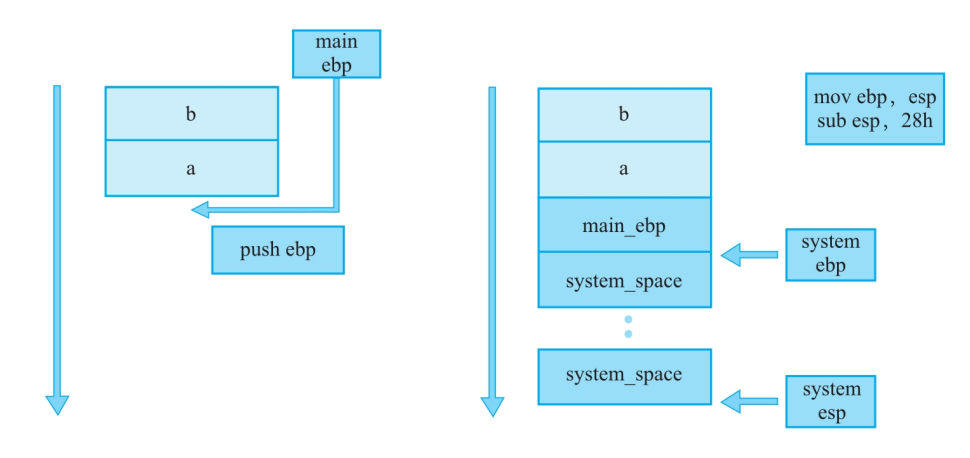 main
ebp
b
a
push ebp
b
a
main_ebp
system_space
system_space
mov ebp，esp
sub esp，28h
system
ebp
system
esp